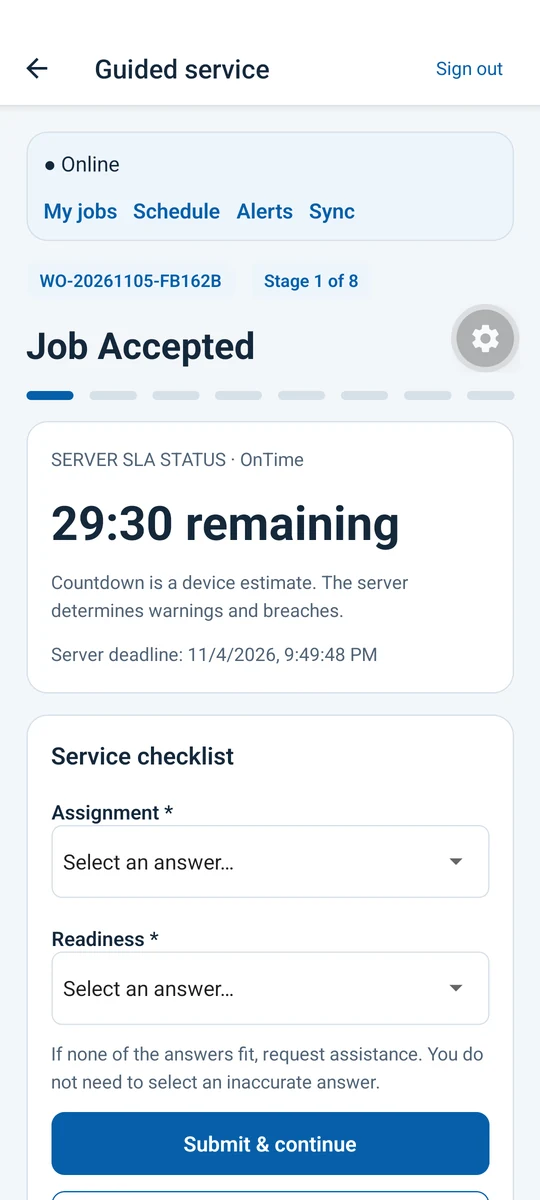 Guided service
Sign out
● Online
My jobs Schedule Alerts Sync
WO-20261105-FB162B
Stage 1 of 8
Job Accepted
SERVER SLA STATUS · OnTime
29:30 remaining
Countdown is a device estimate. The server
determines warnings and breaches.
Server deadline: 11/4/2026, 9:49:48 PM
Service checklist
Assignment *
Select an answer...
Readiness *
Select an answer...
If none of the answers fit, request assistance. You do
not need to select an inaccurate answer.
Submit & continue